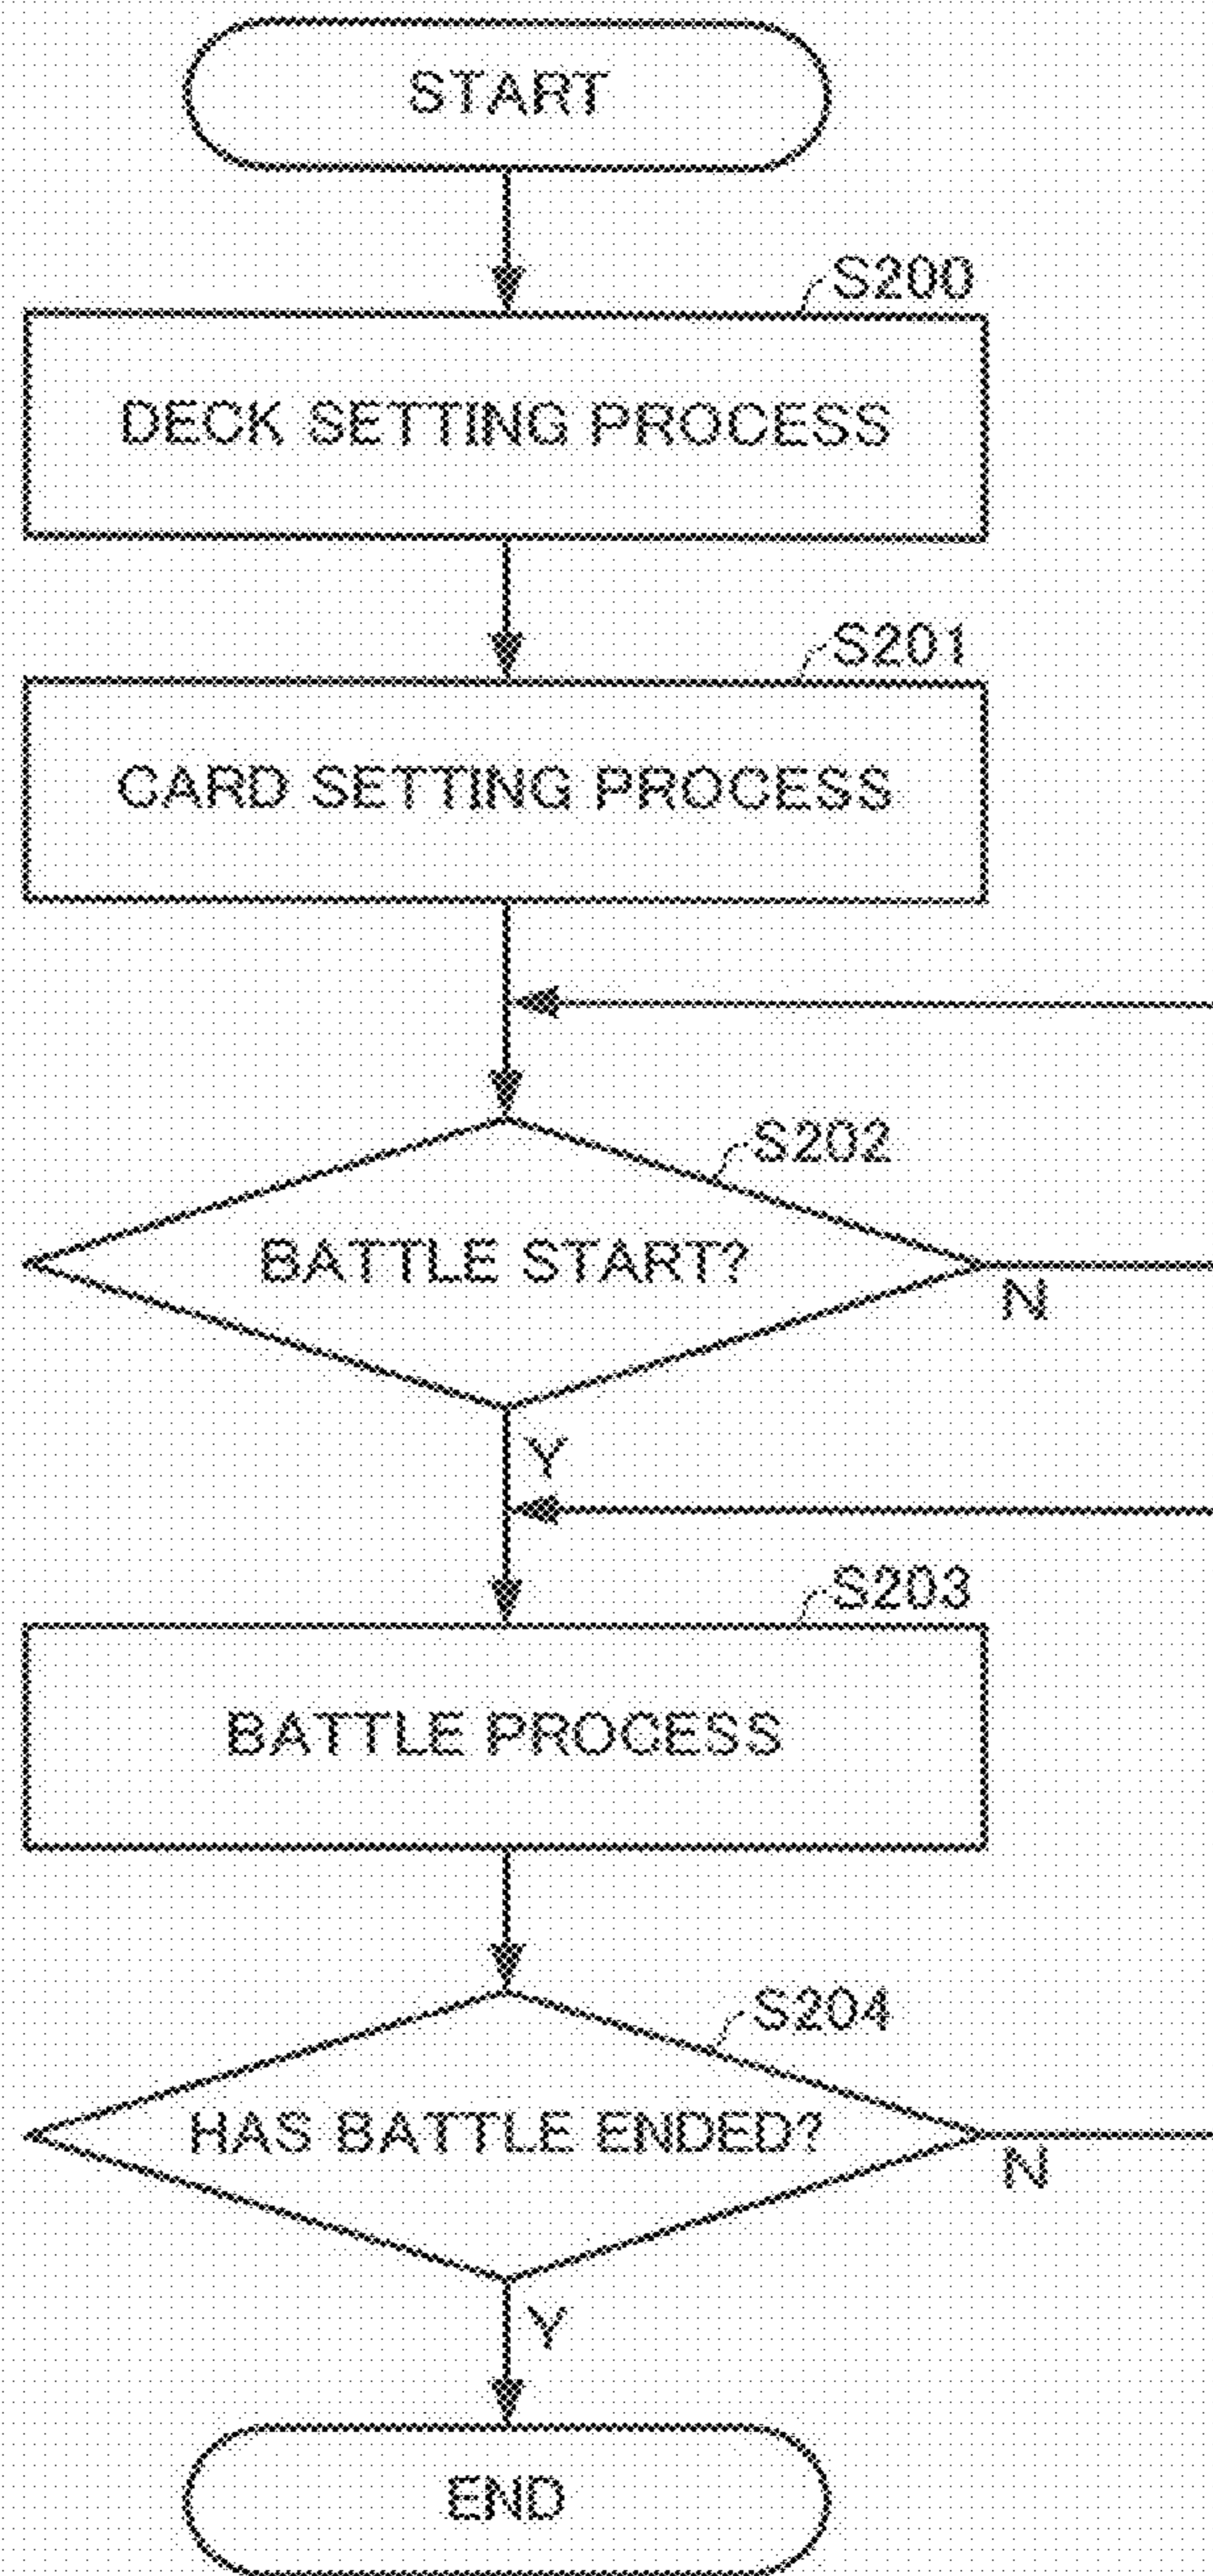 START
S200
DECK SETTING PROCESS
S201
CARD SETTING PROCESS
S202
BATTLE START?
N
Y
S203
BATTLE PROCESS
S204
HAS BATTLE ENDED?
N
Y
END